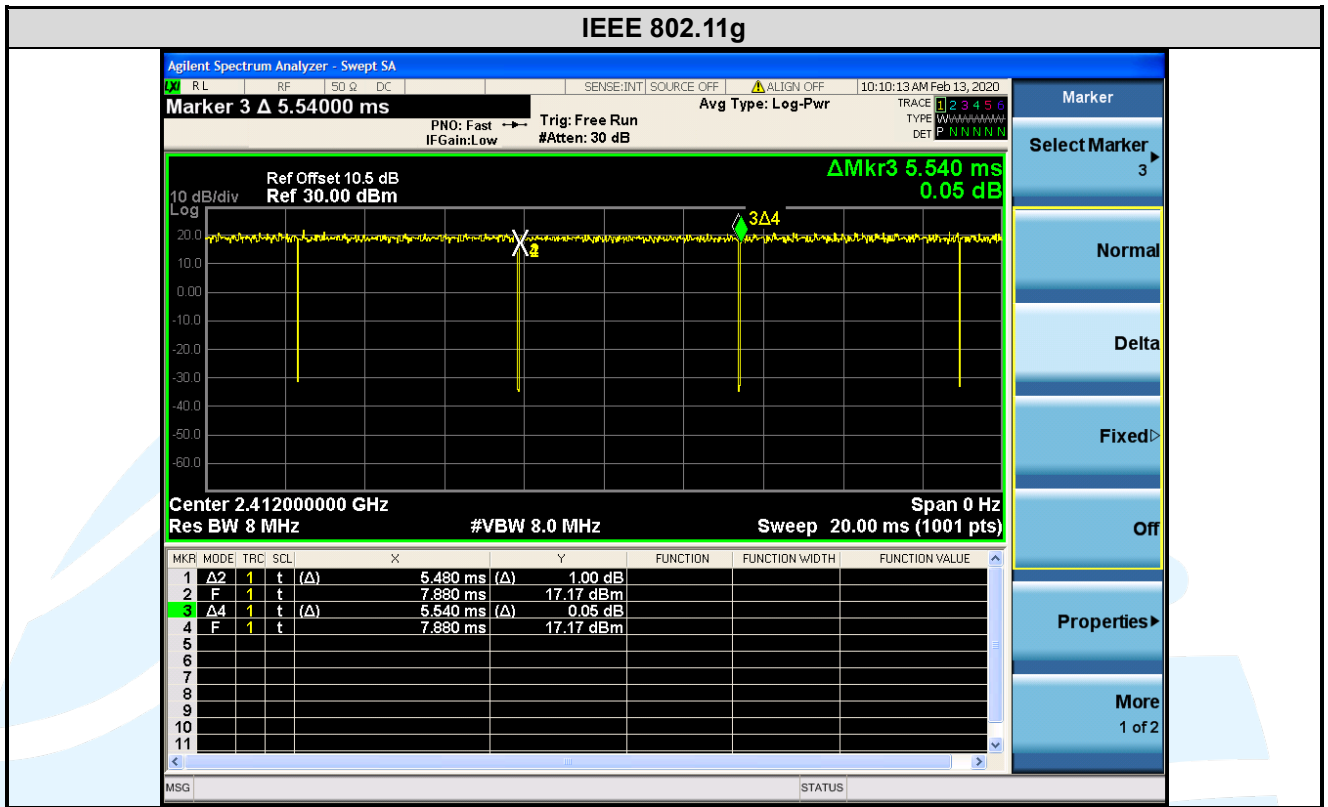 IEEE 802.11g
Agilent Spectrum Analyzer - Swept SA
LXI RL RF 50 Ω DC SENSE:INT SOURCE OFF ALIGN OFF 10:10:13 AM Feb 13, 2020
Marker 3 Δ 5.54000 ms
PNO: Fast
IFGain:Low
Trig: Free Run
#Atten: 30 dB
Avg Type: Log-Pwr
TRACE 1 2 3 4 5 6
TYPE W
DET P N N N N N
Ref Offset 10.5 dB
10 dB/div Ref 30.00 dBm
Log
ΔMkr3 5.540 ms
0.05 dB
20.0
10.0
0.00
-10.0
-20.0
-30.0
-40.0
-50.0
-60.0
3Δ4
Center 2.412000000 GHz Span 0 Hz
Res BW 8 MHz #VBW 8.0 MHz Sweep 20.00 ms (1001 pts)
MKR MODE TRC SCL X Y FUNCTION FUNCTION WIDTH FUNCTION VALUE
1 Δ2 1 t (Δ) 5.480 ms (Δ) 1.00 dB
2 F 1 t 7.880 ms 17.17 dBm
3 Δ4 1 t (Δ) 5.540 ms (Δ) 0.05 dB
4 F 1 t 7.880 ms 17.17 dBm
5
6
7
8
9
10
11
MSG STATUS
Marker
Select Marker
3
Normal
Delta
Fixed
Off
Properties
More
1 of 2